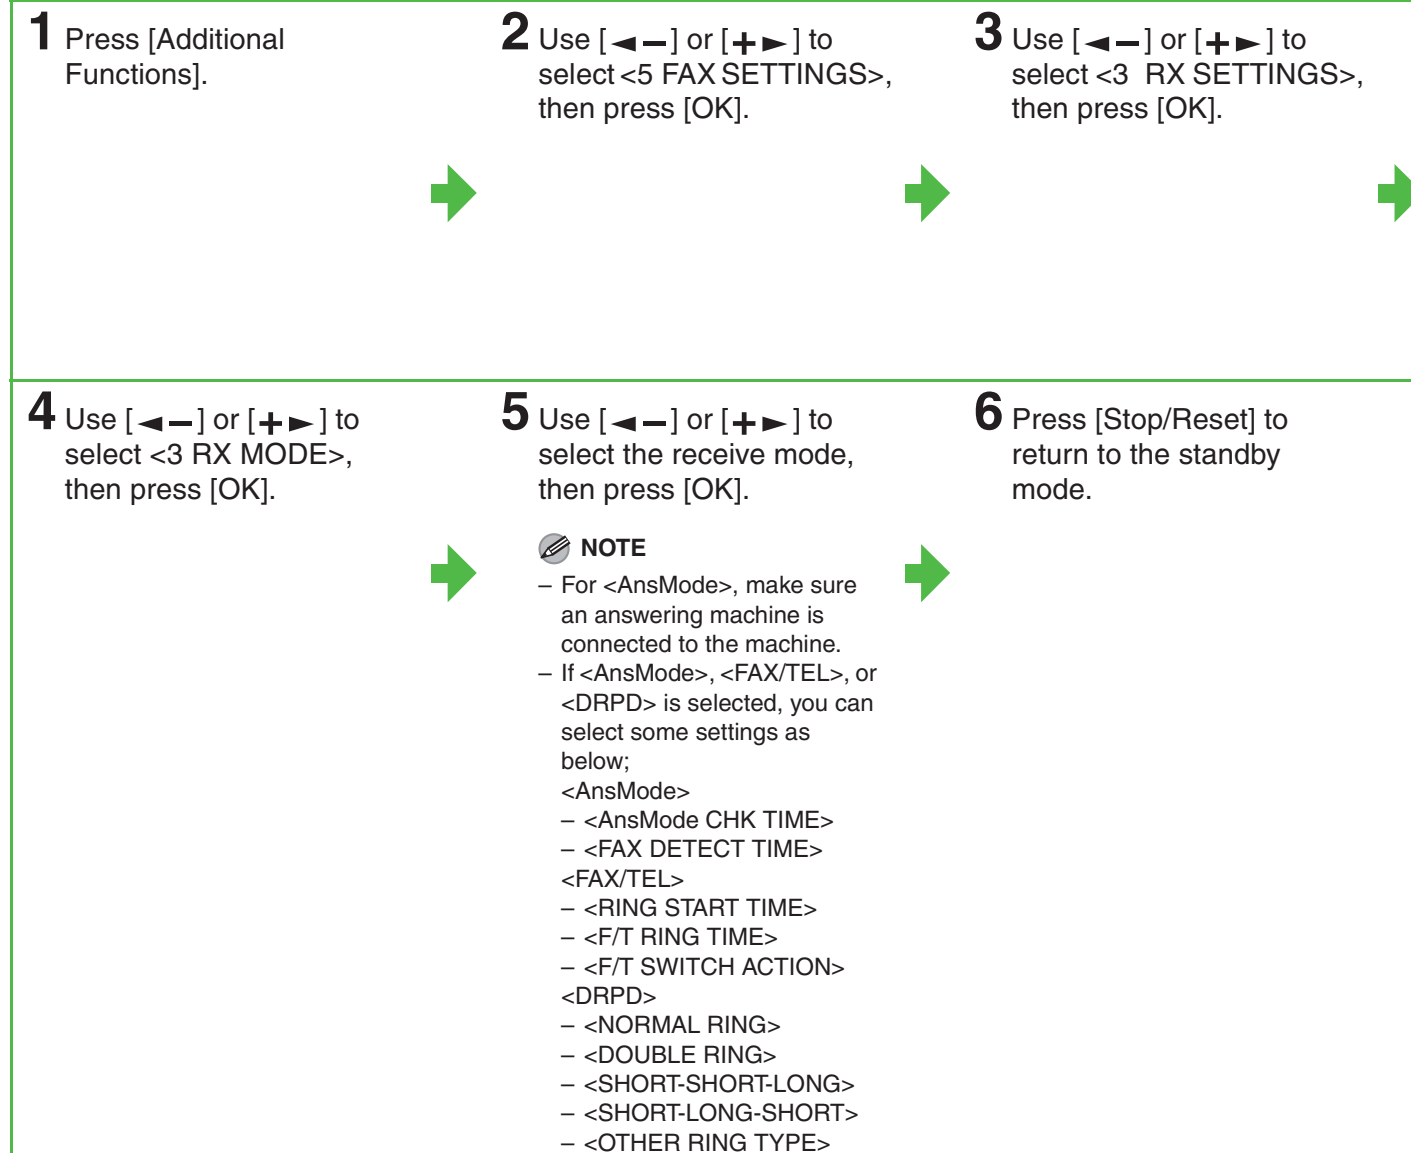 1 Press [Additional
Functions].
2 Use [◄–] or [+►] to
select <5 FAX SETTINGS>,
then press [OK].
3 Use [◄–] or [+►] to
select <3 RX SETTINGS>,
then press [OK].
4 Use [◄–] or [+►] to
select <3 RX MODE>,
then press [OK].
5 Use [◄–] or [+►] to
select the receive mode,
then press [OK].
NOTE
– For <AnsMode>, make sure
an answering machine is
connected to the machine.
– If <AnsMode>, <FAX/TEL>, or
<DRPD> is selected, you can
select some settings as
below;
<AnsMode>
– <AnsMode CHK TIME>
– <FAX DETECT TIME>
<FAX/TEL>
– <RING START TIME>
– <F/T RING TIME>
– <F/T SWITCH ACTION>
<DRPD>
– <NORMAL RING>
– <DOUBLE RING>
– <SHORT-SHORT-LONG>
– <SHORT-LONG-SHORT>
– <OTHER RING TYPE>
6 Press [Stop/Reset] to
return to the standby
mode.